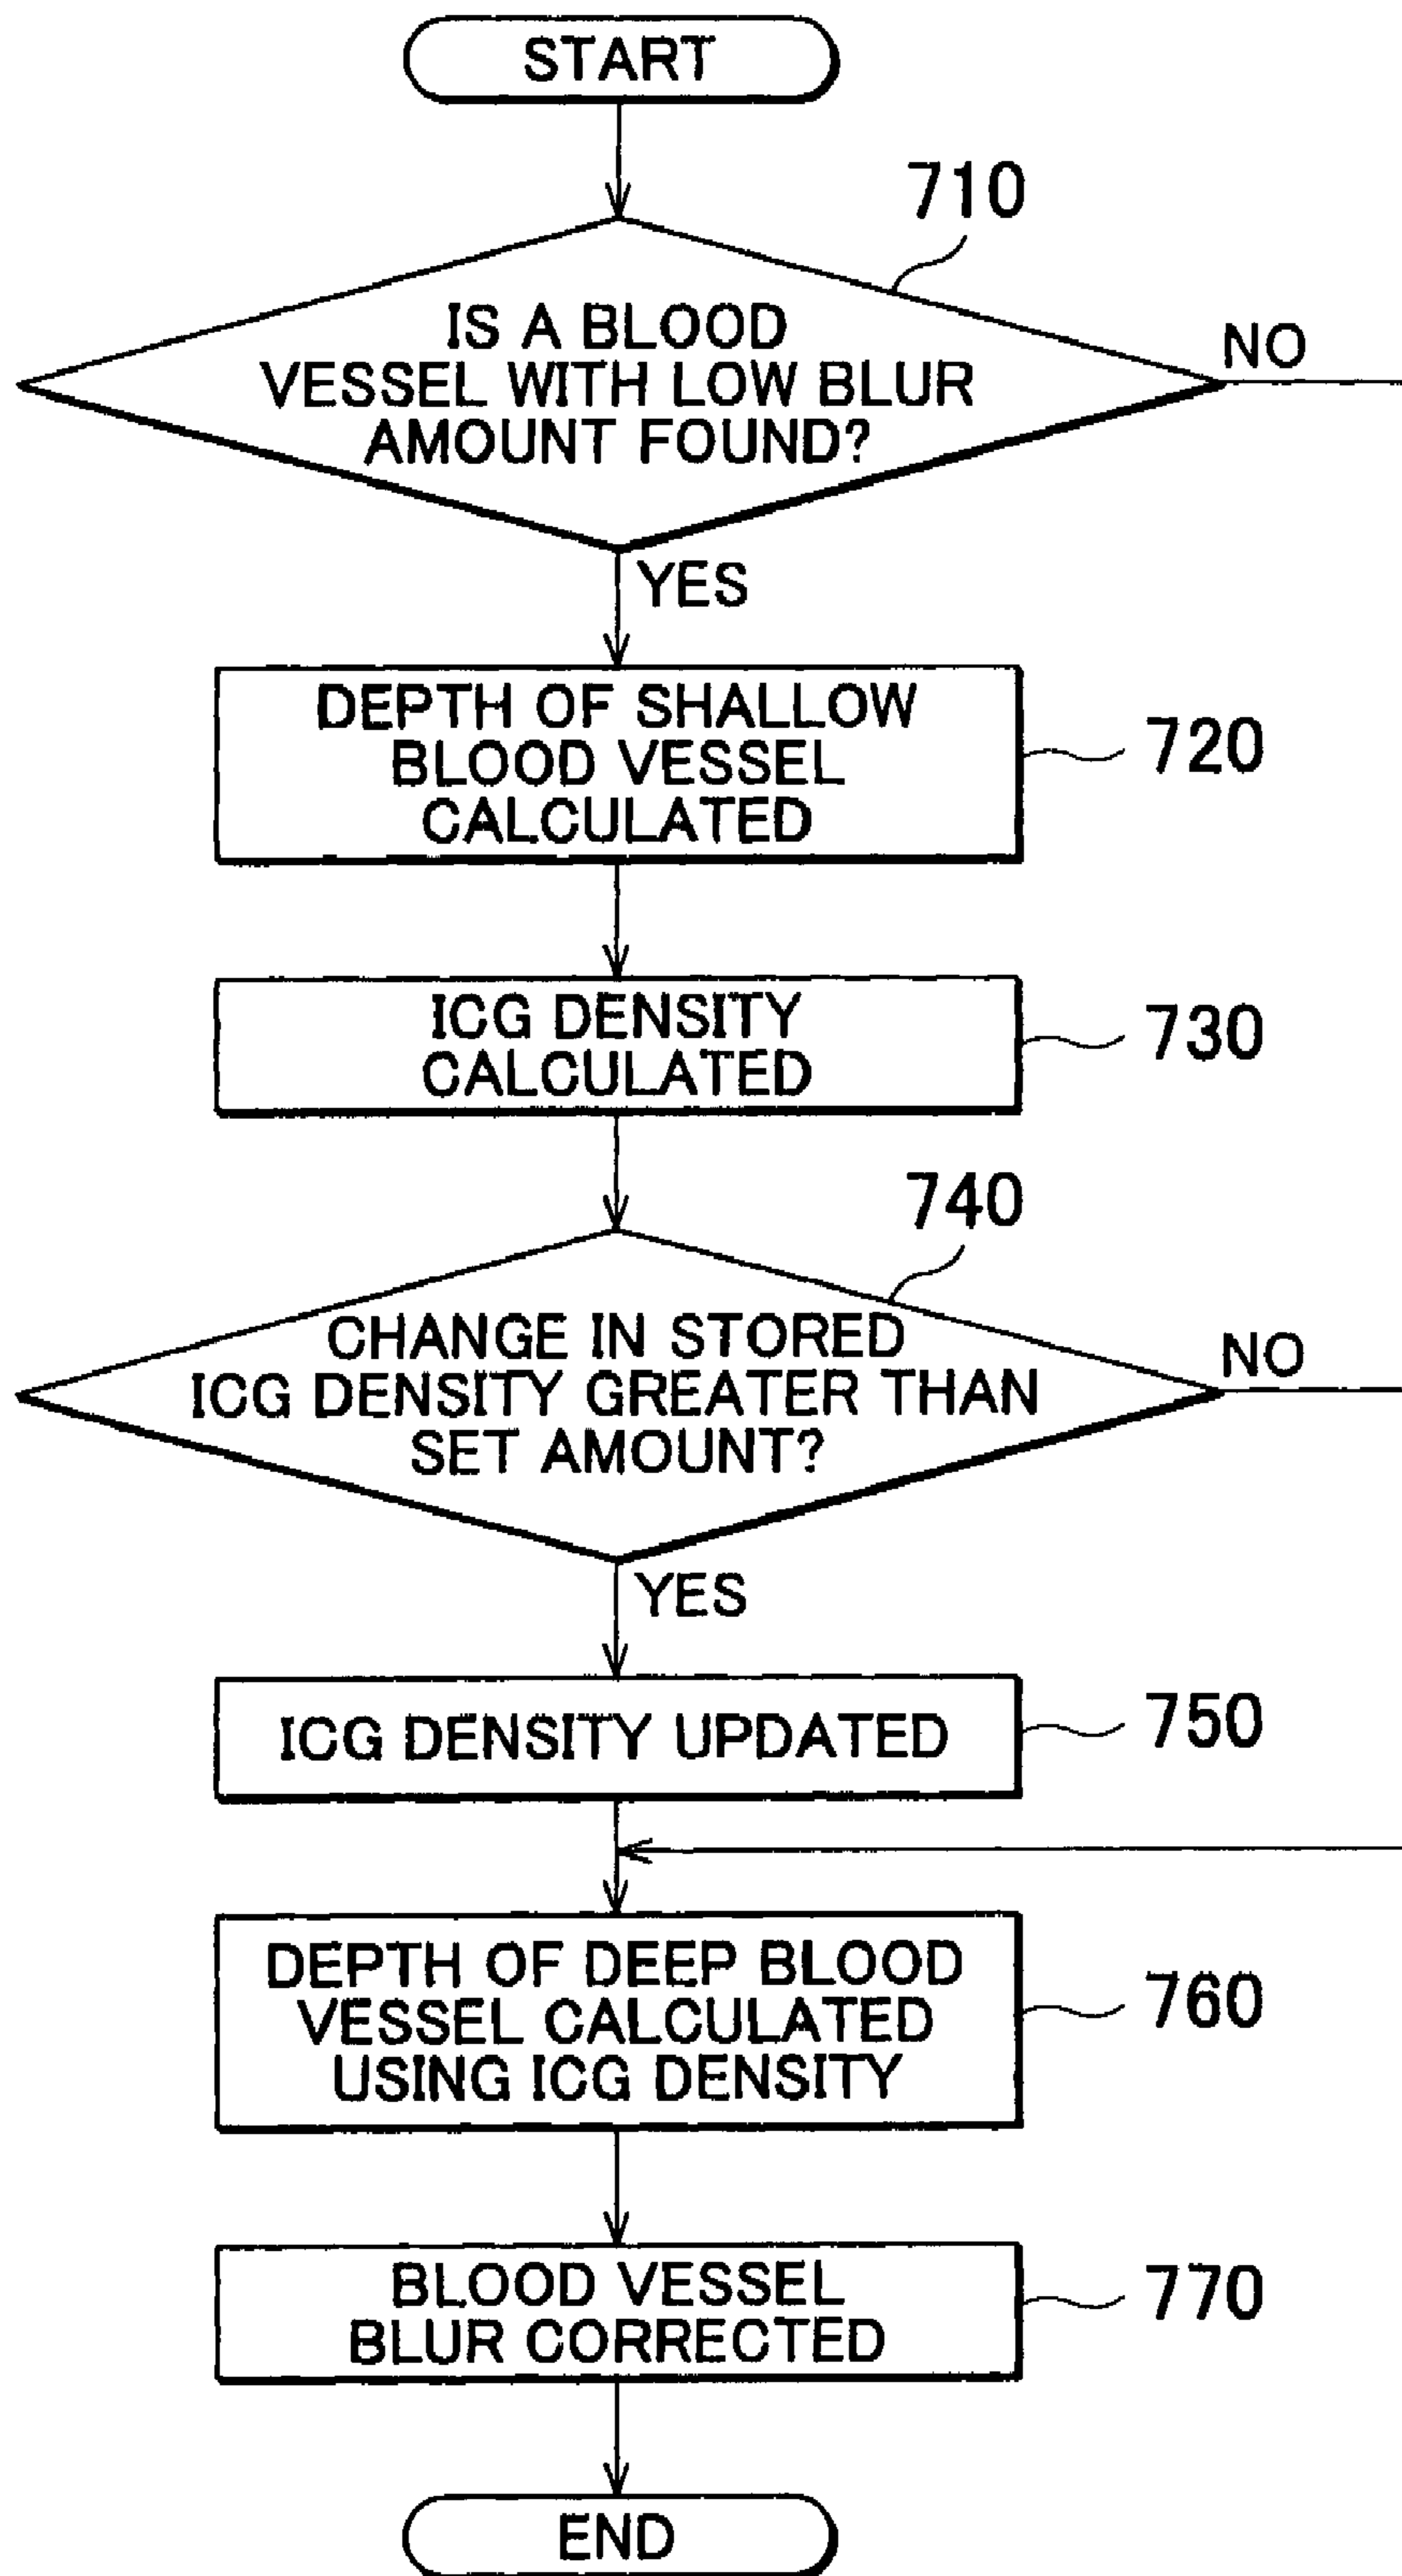 START
710
IS A BLOOD
VESSEL WITH LOW BLUR
AMOUNT FOUND?
NO
YES
DEPTH OF SHALLOW
BLOOD VESSEL
CALCULATED
720
ICG DENSITY
CALCULATED
730
740
CHANGE IN STORED
ICG DENSITY GREATER THAN
SET AMOUNT?
NO
YES
ICG DENSITY UPDATED
750
DEPTH OF DEEP BLOOD
VESSEL CALCULATED
USING ICG DENSITY
760
BLOOD VESSEL
BLUR CORRECTED
770
END